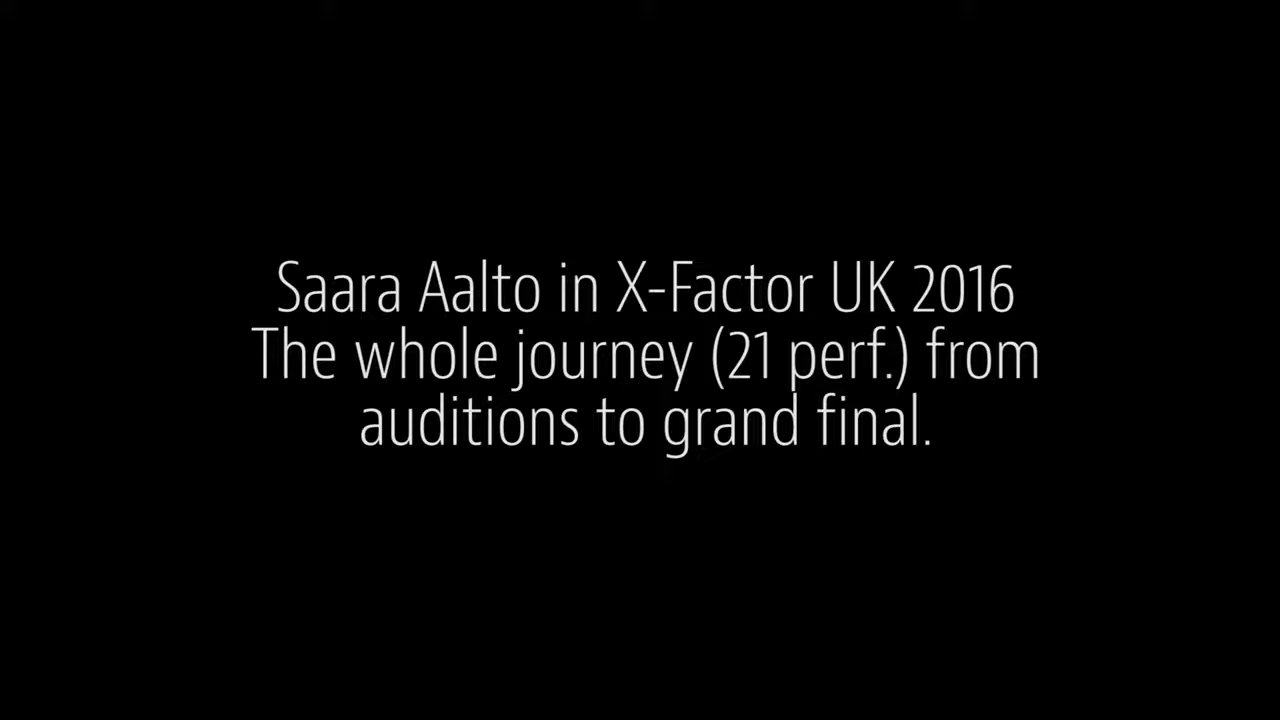 Saara Aalto in X-Factor UK 2016
The whole journey (21 perf.) from
auditions to grand final.